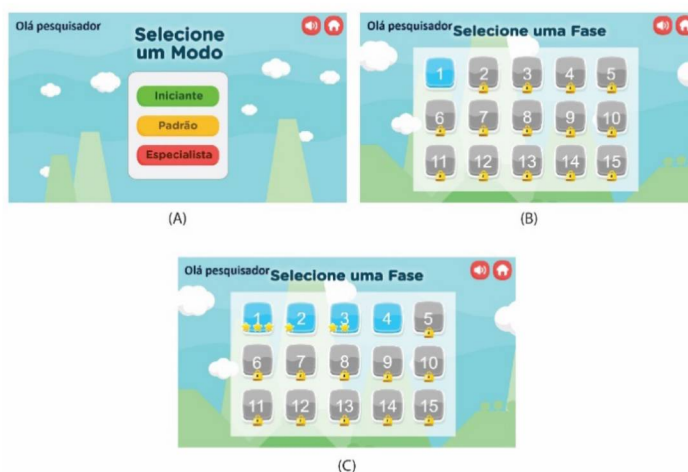 Olá pesquisador
Selecione
um Modo
Iniciante
Padrão
Especialista
(A)
Olá pesquisador
Selecione uma Fase
1 2 3 4 5
6 7 8 9 10
11 12 13 14 15
(B)
Olá pesquisador
Selecione uma Fase
1 2 3 4 5
6 7 8 9 10
11 12 13 14 15
(C)